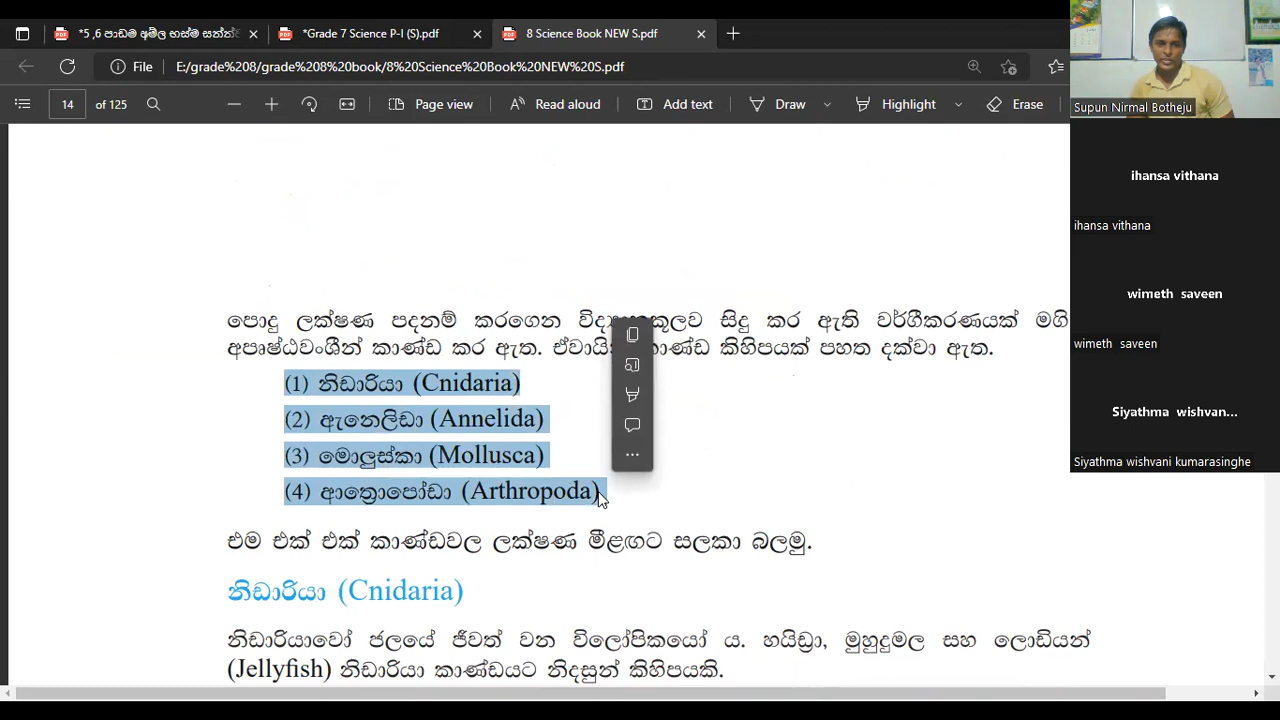 *5 ,6 පාඩම අම්ල භාස්ම
*Grade 7 Science P-I (S).pdf
8 Science Book NEW S.pdf
File
E:/grade%208/grade%208%20book/8%20Science%20Book%20NEW%20S.pdf
14 of 125
Page view
Read aloud
Add text
Draw
Highlight
Erase
Supun Nirmal Botheju
ihansa vithana
ihansa vithana
wimeth saveen
wimeth saveen
Siyathma wishvan...
Siyathma wishvani kumarasinghe
පොදු ලක්ෂණ පදනම් කරගෙන සිදු කර ඇති වර්ගීකරණයක් මගි
අපෘෂ්ඨවංශීන් කාණ්ඩ කර ඇත. කාණ්ඩ කිහිපයක් පහත දක්වා ඇත.
(1) නිඩාරියා (Cnidaria)
(2) ඇනෙලිඩා (Annelida)
(3) මොලුස්කා (Mollusca)
(4) ආත්‍රොපෝඩා (Arthropoda)
එම එක් එක් කාණ්ඩවල ලක්ෂණ මීළඟට සලකා බලමු.
නිඩාරියා (Cnidaria)
නිඩාරියාවෝ ජලයේ ජීවත් වන විලෝපිකයෝ ය. හයිඩ්‍රා, මුහුදුමල සහ ලොඩියන්
(Jellyfish) නිඩාරියා කාණ්ඩයට නිදසුන් කිහිපයකි.